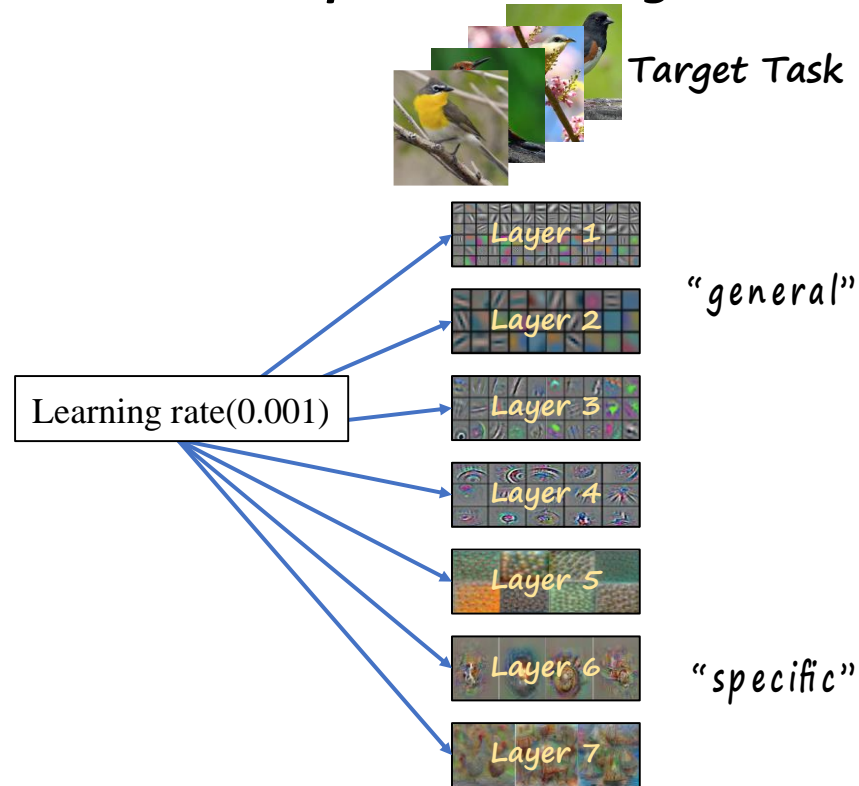 Target Task
Layer 1
“general”
Layer 2
Learning rate(0.001)
Layer 3
Layer 4
Layer 5
Layer 6
“specific”
Layer 7